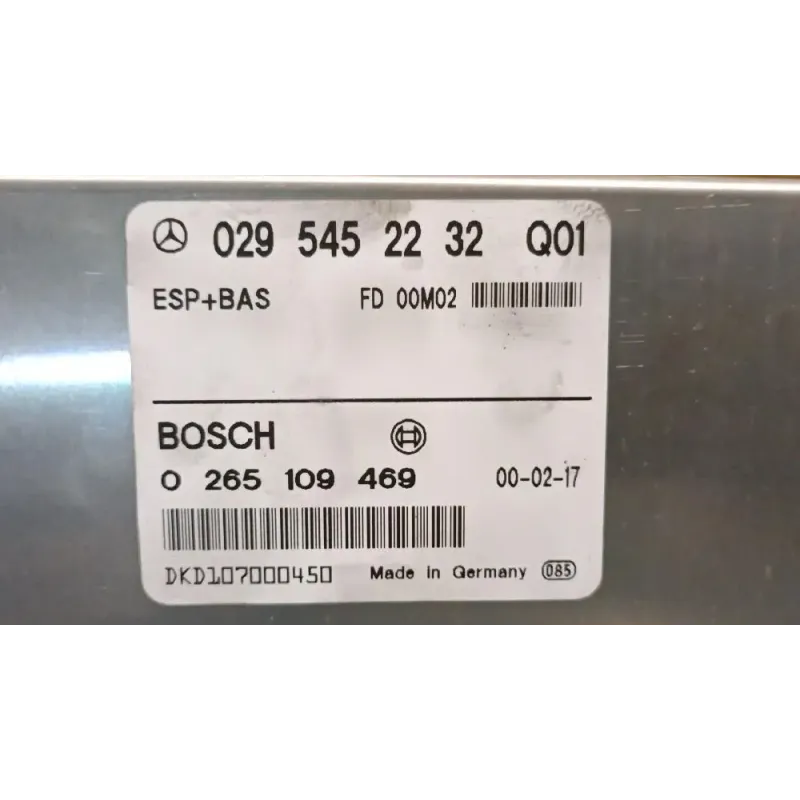 029 545 22 32 Q01
ESP+BAS FD 00M02
BOSCH
0 265 109 469 00-02-17
DKD107000450 Made in Germany 085